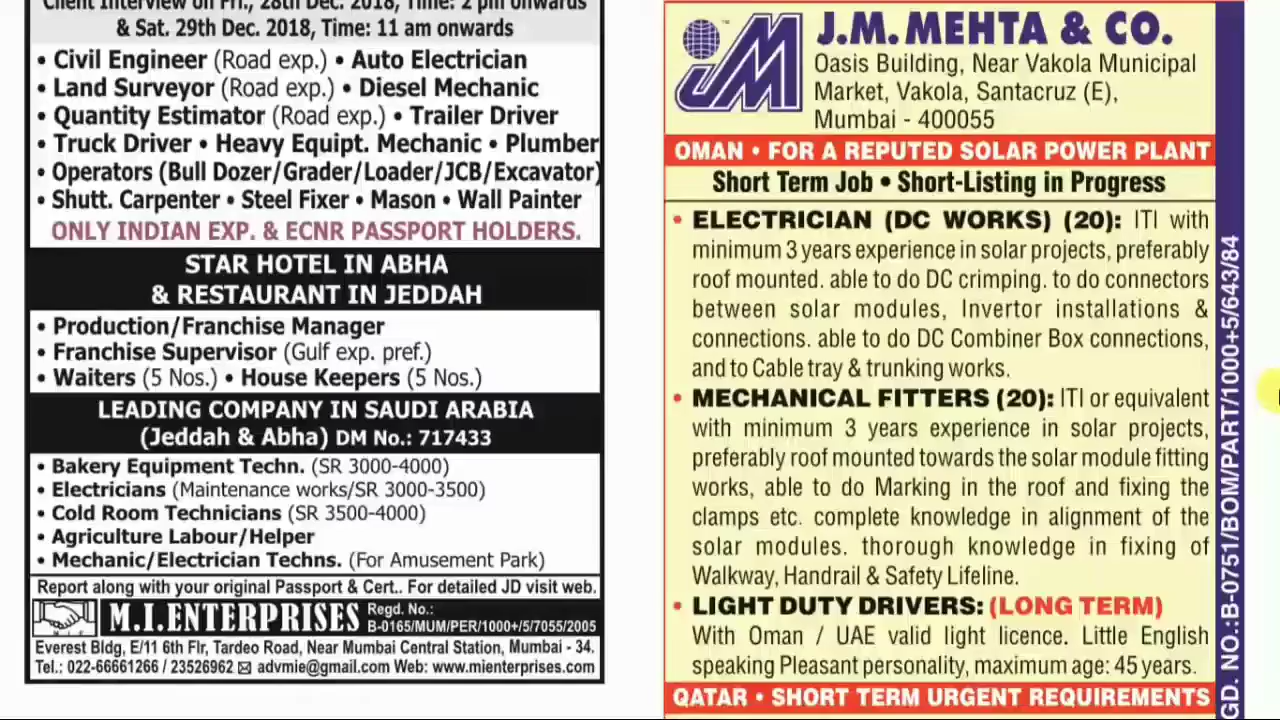 Client Interview on Fri., 28th Dec. 2018, Time: 2 pm onwards
& Sat. 29th Dec. 2018, Time: 11 am onwards
• Civil Engineer (Road exp.) • Auto Electrician
• Land Surveyor (Road exp.) • Diesel Mechanic
• Quantity Estimator (Road exp.) • Trailer Driver
• Truck Driver • Heavy Equipt. Mechanic • Plumber
• Operators (Bull Dozer/Grader/Loader/JCB/Excavator)
• Shutt. Carpenter • Steel Fixer • Mason • Wall Painter
ONLY INDIAN EXP. & ECNR PASSPORT HOLDERS.
STAR HOTEL IN ABHA
& RESTAURANT IN JEDDAH
• Production/Franchise Manager
• Franchise Supervisor (Gulf exp. pref.)
• Waiters (5 Nos.) • House Keepers (5 Nos.)
LEADING COMPANY IN SAUDI ARABIA
(Jeddah & Abha) DM No.: 717433
• Bakery Equipment Techn. (SR 3000-4000)
• Electricians (Maintenance works/SR 3000-3500)
• Cold Room Technicians (SR 3500-4000)
• Agriculture Labour/Helper
• Mechanic/Electrician Techns. (For Amusement Park)
Report along with your original Passport & Cert.. For detailed JD visit web.
M.I.ENTERPRISES Regd. No.:
B-0165/MUM/PER/1000+/5/7055/2005
Everest Bldg, E/11 6th Flr, Tardeo Road, Near Mumbai Central Station, Mumbai - 34.
Tel.: 022-66661266 / 23526962 ✉ advmie@gmail.com Web: www.mienterprises.com
JM ™
J.M. MEHTA & CO.
Oasis Building, Near Vakola Municipal
Market, Vakola, Santacruz (E),
Mumbai - 400055
OMAN • FOR A REPUTED SOLAR POWER PLANT
Short Term Job • Short-Listing in Progress
• ELECTRICIAN (DC WORKS) (20): ITI with
minimum 3 years experience in solar projects, preferably
roof mounted. able to do DC crimping. to do connectors
between solar modules, Invertor installations &
connections. able to do DC Combiner Box connections,
and to Cable tray & trunking works.
• MECHANICAL FITTERS (20): ITI or equivalent
with minimum 3 years experience in solar projects,
preferably roof mounted towards the solar module fitting
works, able to do Marking in the roof and fixing the
clamps etc. complete knowledge in alignment of the
solar modules. thorough knowledge in fixing of
Walkway, Handrail & Safety Lifeline.
• LIGHT DUTY DRIVERS: (LONG TERM)
With Oman / UAE valid light licence. Little English
speaking Pleasant personality, maximum age: 45 years.
QATAR • SHORT TERM URGENT REQUIREMENTS
GD. NO.:B-0751/BOM/PART/1000+5/643/84